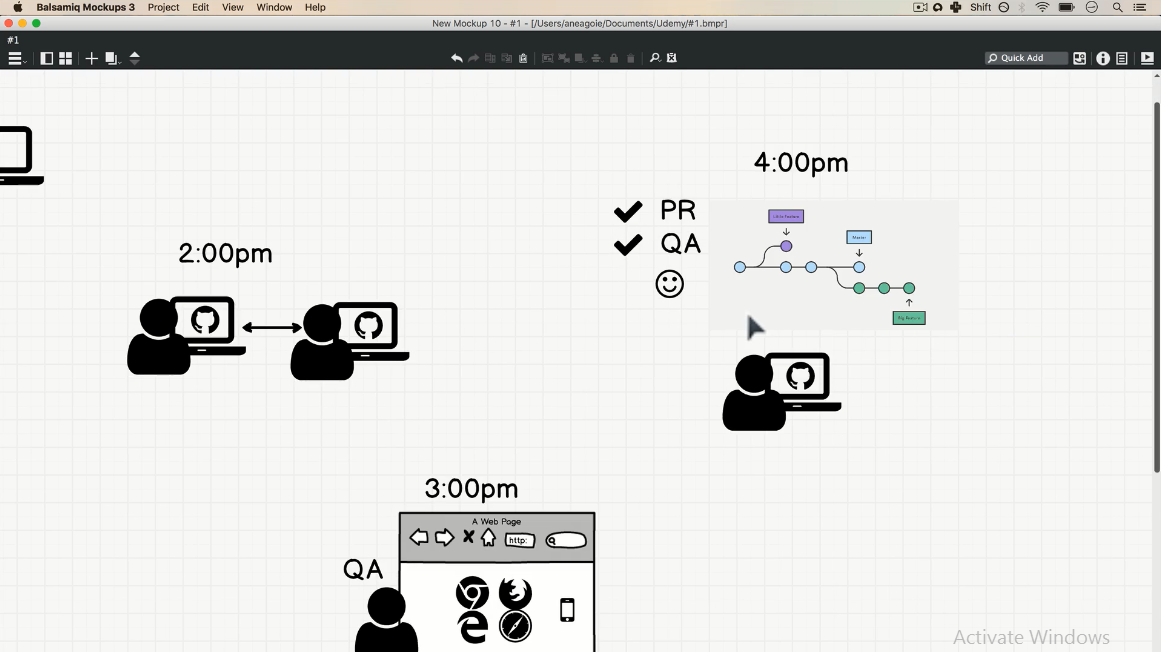 Balsamiq Mockups 3 Project Edit View Window Help Shift
New Mockup 10 - #1 - [/Users/aneagoie/Documents/Udemy/#1.bmpr]
#1
Quick Add
4:00pm
PR
QA
Little Feature
Master
Big Feature
2:00pm
3:00pm
A Web Page
http:
QA
Activate Windows